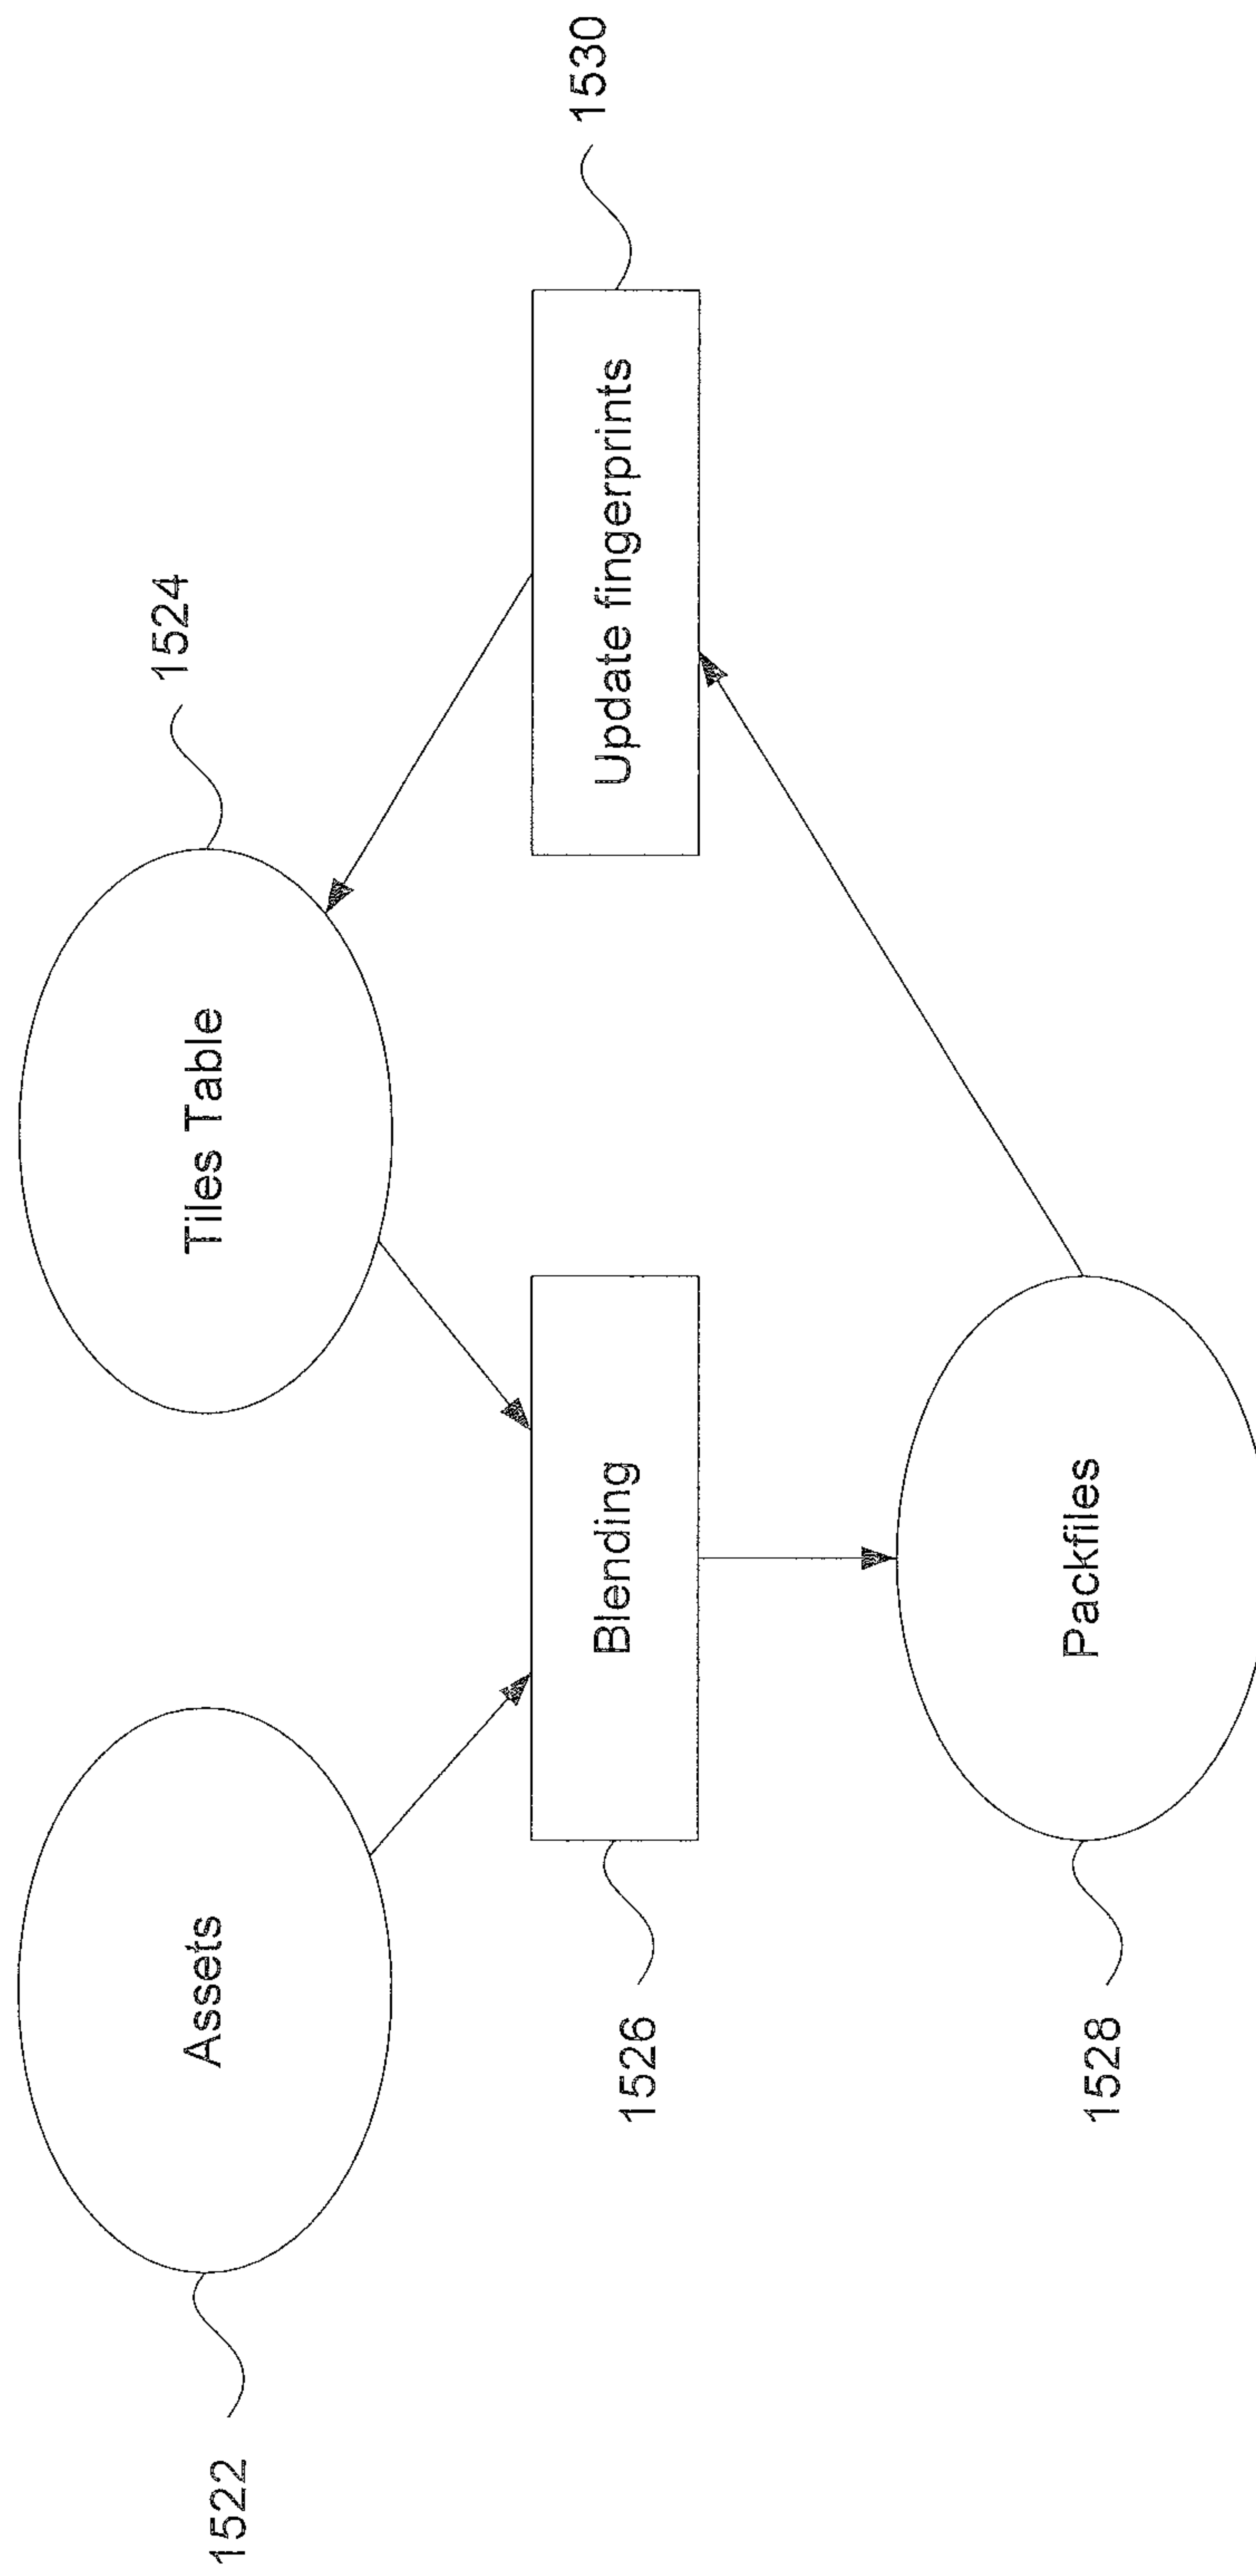 1522
Assets
Tiles Table
1524
1526
Blending
Update fingerprints
1530
1528
Packfiles